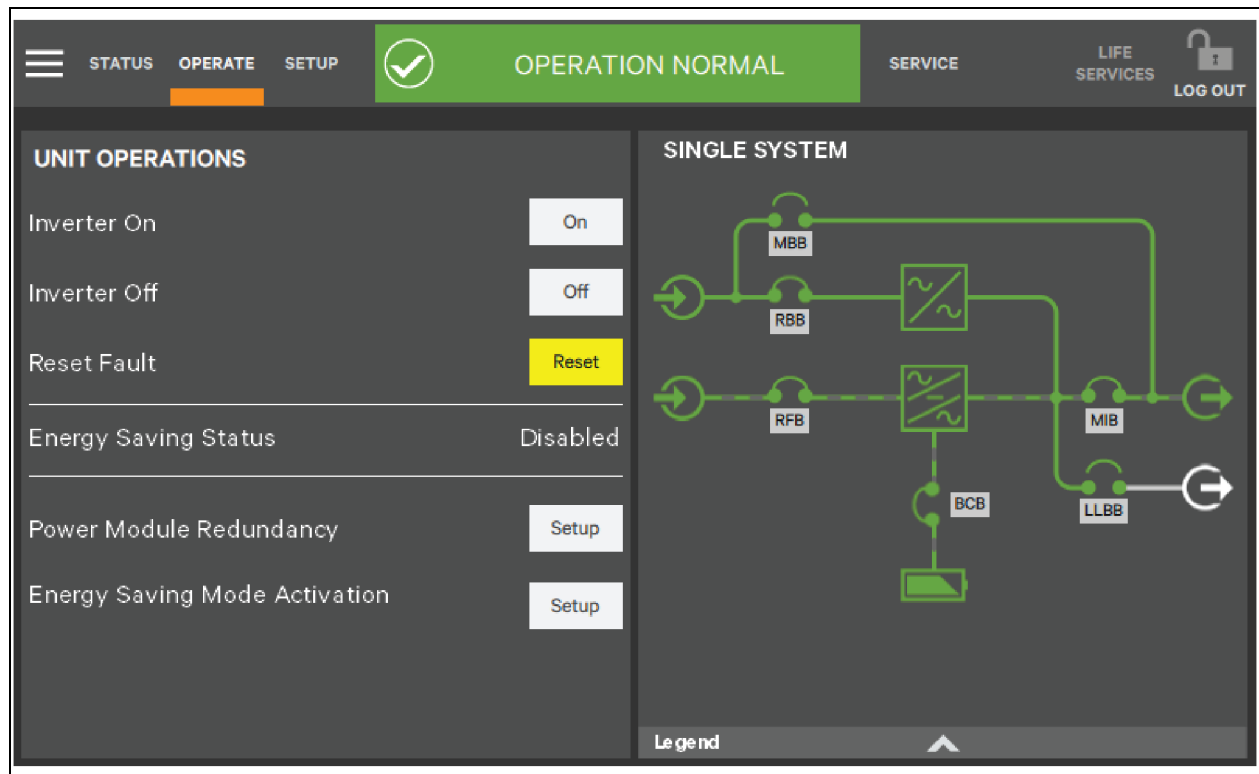 STATUS OPERATE SETUP OPERATION NORMAL SERVICE LIFE SERVICES LOG OUT
UNIT OPERATIONS
Inverter On On
Inverter Off Off
Reset Fault Reset
Energy Saving Status Disabled
Power Module Redundancy Setup
Energy Saving Mode Activation Setup
SINGLE SYSTEM
MBB
RBB
RFB MIB
BCB LLBB
Legend